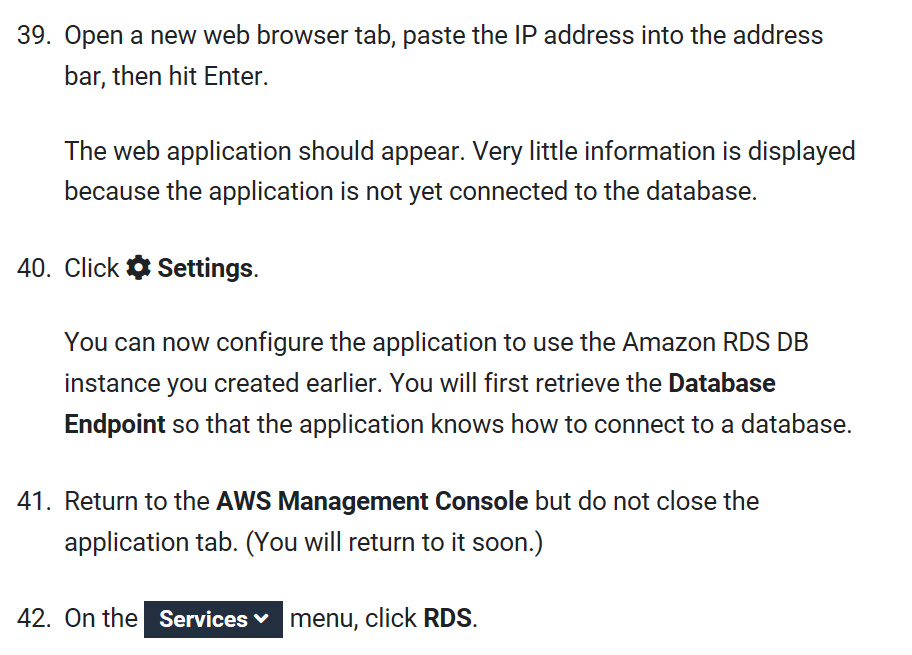 39. Open a new web browser tab, paste the IP address into the address
bar, then hit Enter.
The web application should appear. Very little information is displayed
because the application is not yet connected to the database.
40. Click Settings.
You can now configure the application to use the Amazon RDS DB
instance you created earlier. You will first retrieve the Database
Endpoint so that the application knows how to connect to a database.
41. Return to the AWS Management Console but do not close the
application tab. (You will return to it soon.)
42. On the Services menu, click RDS.